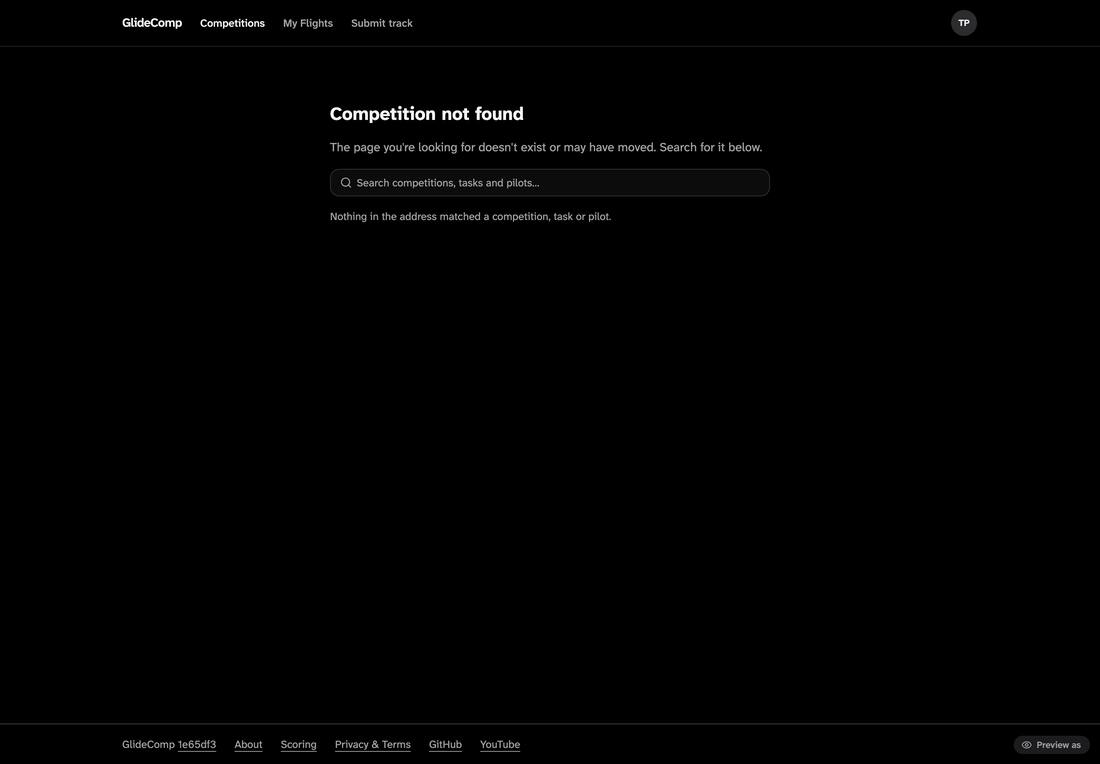 GlideComp Competitions My Flights Submit track TP
Competition not found
The page you're looking for doesn't exist or may have moved. Search for it below.
Search competitions, tasks and pilots...
Nothing in the address matched a competition, task or pilot.
GlideComp 1e65df3 About Scoring Privacy & Terms GitHub YouTube Preview as